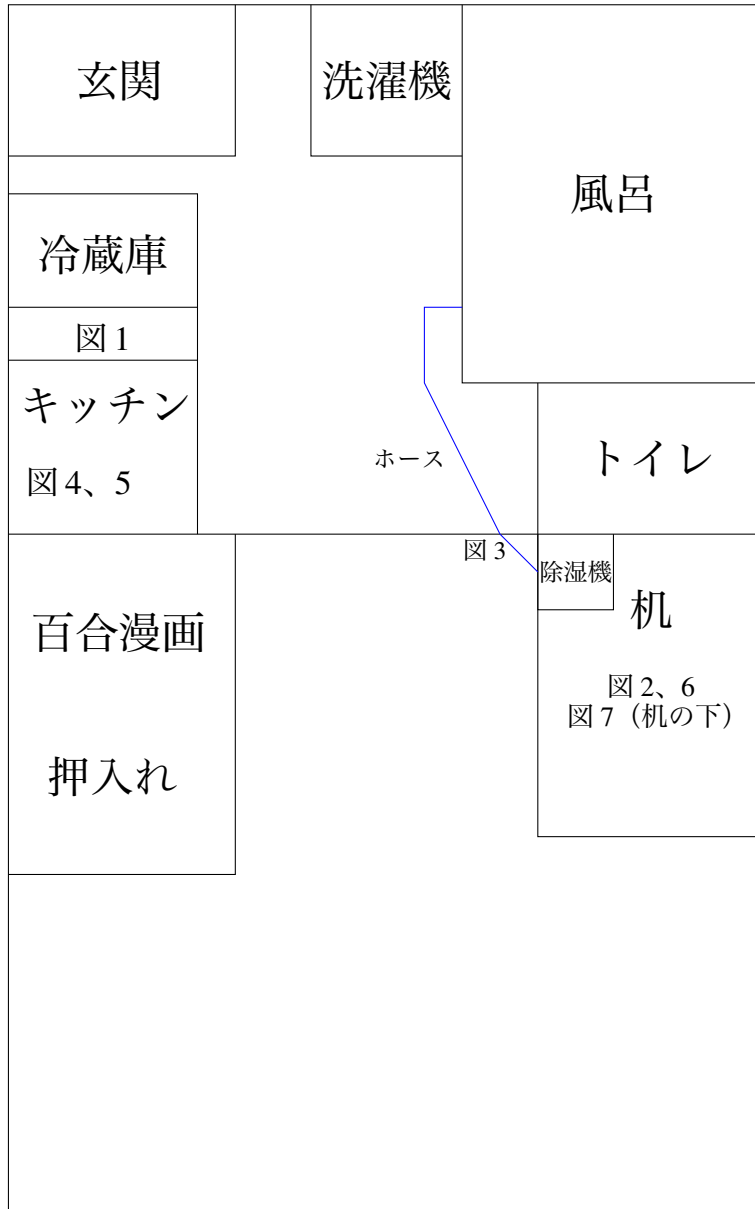 玄関
洗濯機
風呂
冷蔵庫
図 1
キッチン
図 4、5
ホース
トイレ
図 3
除湿機
机
図 2、6
図 7（机の下）
百合漫画
押入れ